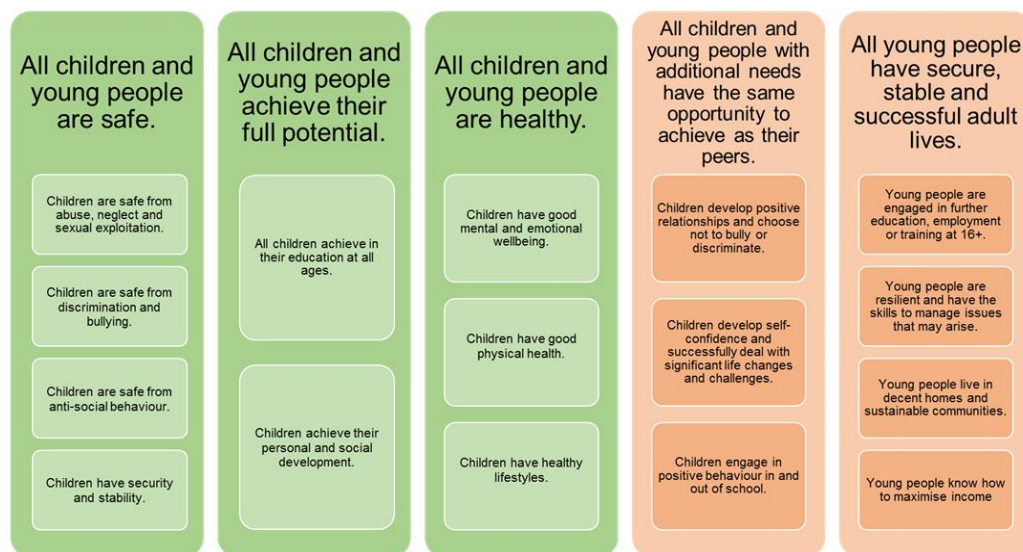 All children and
young people
are safe.
Children are safe from
abuse, neglect and
sexual exploitation.
Children are safe from
discrimination and
bullying.
Children are safe from
anti-social behaviour.
Children have security
and stability.
All children and
young people
achieve their
full potential.
All children achieve in
their education at all
ages.
Children achieve their
personal and social
development.
All children and
young people
are healthy.
Children have good
mental and emotional
wellbeing.
Children have good
physical health.
Children have healthy
lifestyles.
All children and
young people with
additional needs
have the same
opportunity to
achieve as their
peers.
Children develop positive
relationships and choose
not to bully or
discriminate.
Children develop self-
confidence and
successfully deal with
significant life changes
and challenges.
Children engage in
positive behaviour in and
out of school.
All young people
have secure,
stable and
successful adult
lives.
Young people are
engaged in further
education, employment
or training at 16+.
Young people are
resilient and have the
skills to manage issues
that may arise.
Young people live in
decent homes and
sustainable communities.
Young people know how
to maximise income